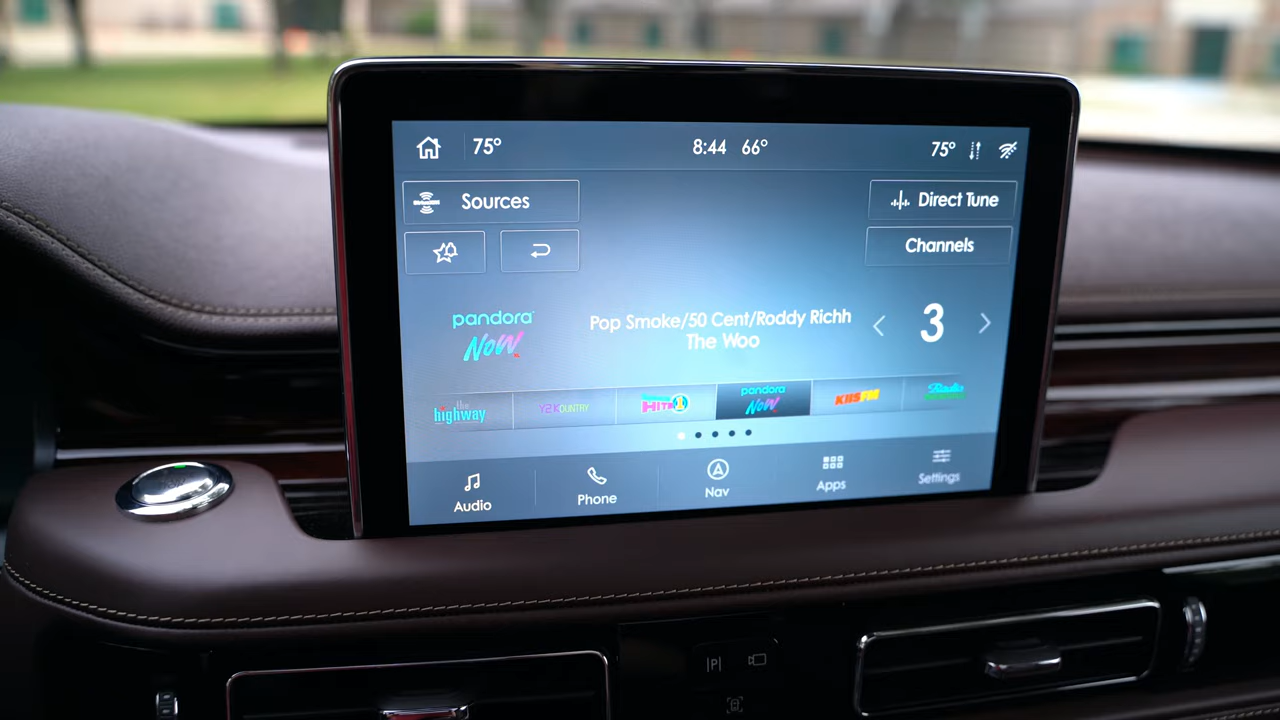 75° 8:44 66° 75°
Sources
Direct Tune
Channels
pandora
NOW
Pop Smoke/50 Cent/Roddy Richh
The Woo
3
the
highway
Y2KOUNTRY
HITS 1
pandora
NOW
KIIS FM
Audio
Phone
Nav
Apps
Settings
P